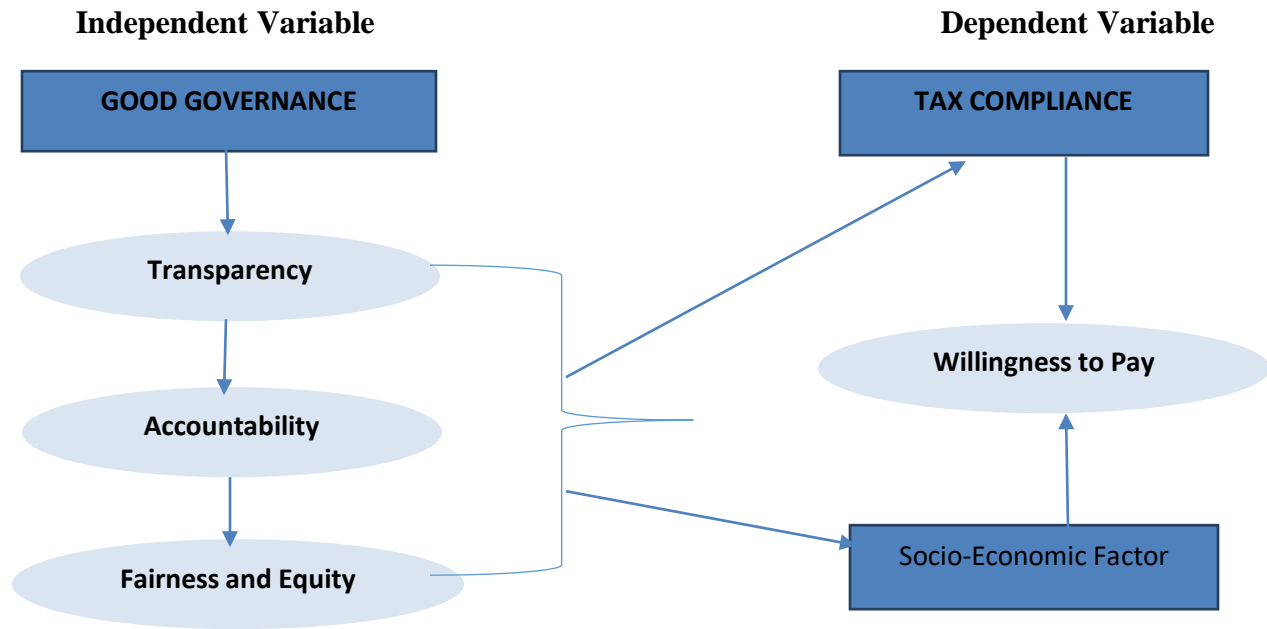 Independent Variable
Dependent Variable
GOOD GOVERNANCE
TAX COMPLIANCE
Transparency
Willingness to Pay
Accountability
Socio-Economic Factor
Fairness and Equity